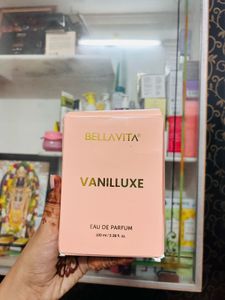 BELLAVITA®
VANILLUXE
EAU DE PARFUM
100 ml / 3.38 fl. oz.